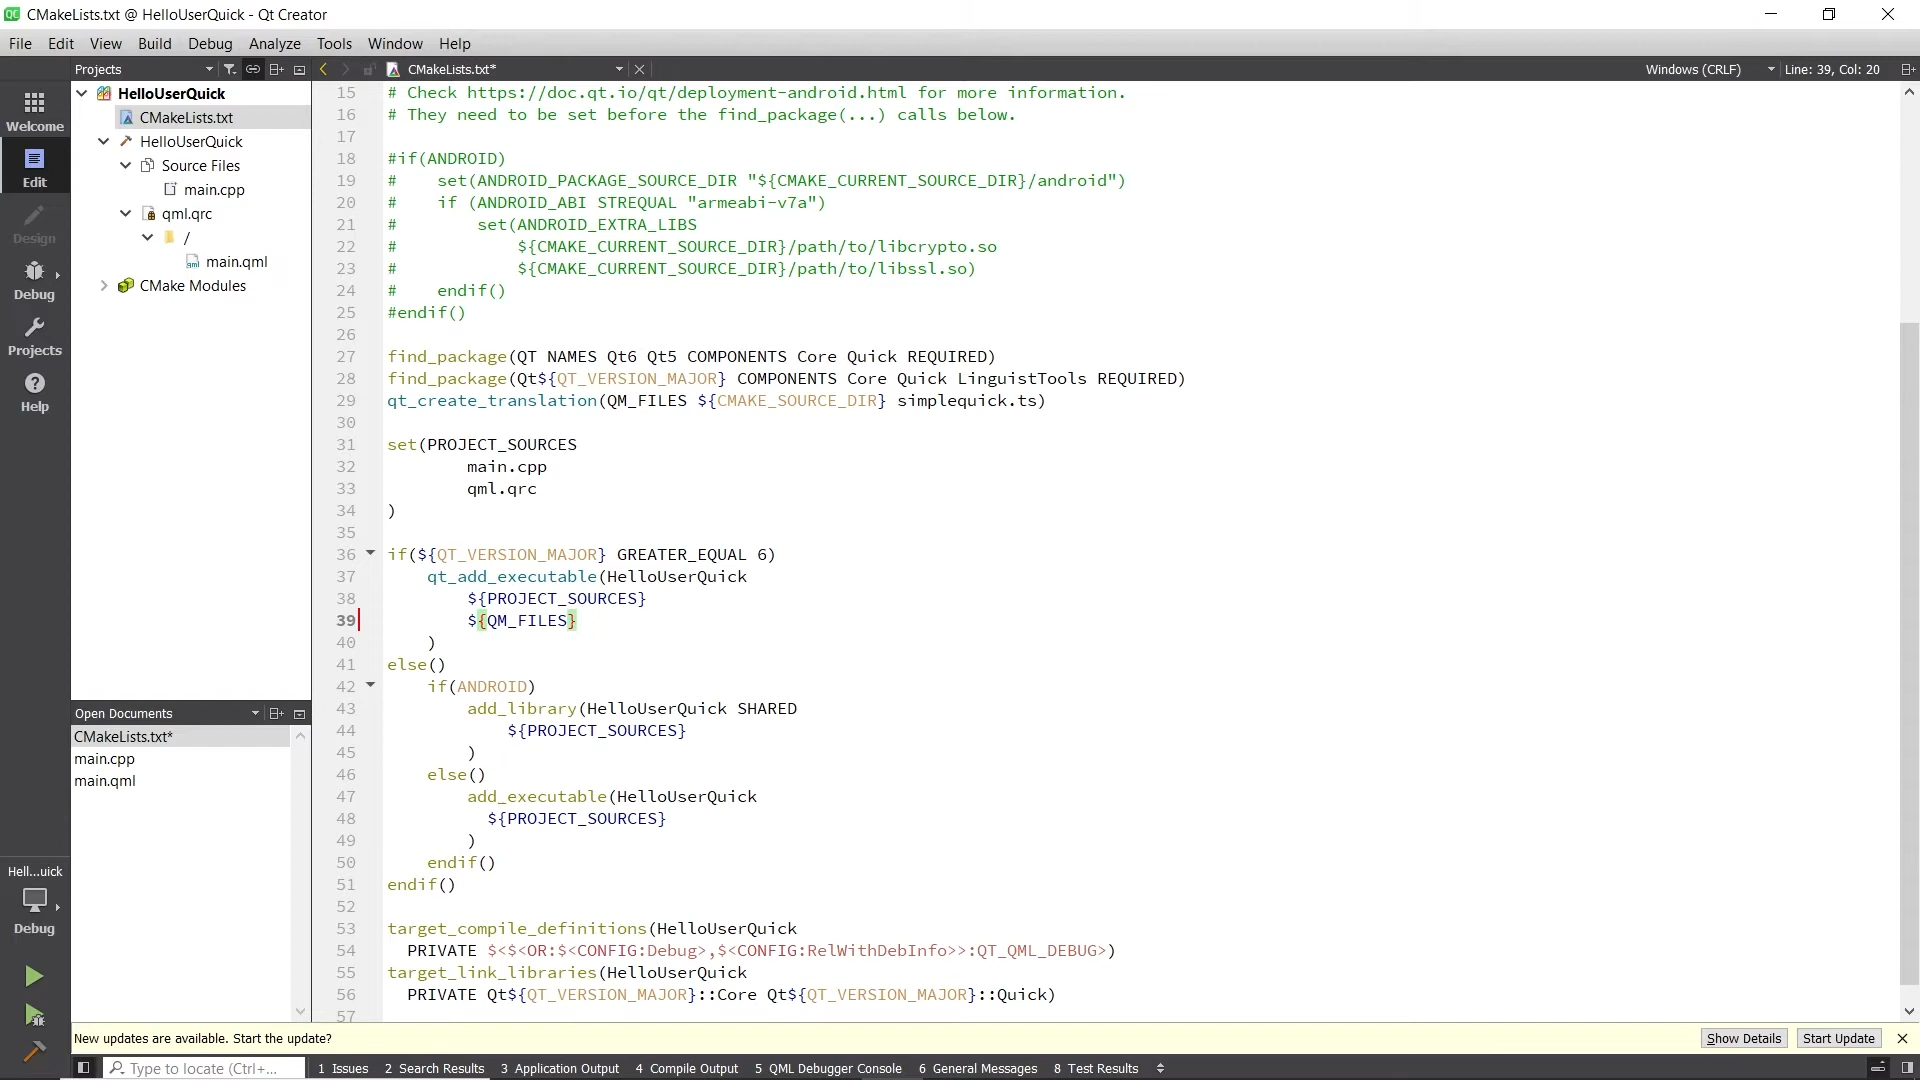 CMakeLists.txt @ HelloUserQuick - Qt Creator
File Edit View Build Debug Analyze Tools Window Help
Projects
CMakeLists.txt*
Windows (CRLF)
Line: 39, Col: 20
Welcome
Edit
Design
Debug
Projects
Help
HelloUserQuick
CMakeLists.txt
HelloUserQuick
Source Files
main.cpp
qml.qrc
/
main.qml
CMake Modules
15 # Check https://doc.qt.io/qt/deployment-android.html for more information.
16 # They need to be set before the find_package(...) calls below.
17
18 #if(ANDROID)
19 #    set(ANDROID_PACKAGE_SOURCE_DIR "${CMAKE_CURRENT_SOURCE_DIR}/android")
20 #    if (ANDROID_ABI STREQUAL "armeabi-v7a")
21 #        set(ANDROID_EXTRA_LIBS
22 #            ${CMAKE_CURRENT_SOURCE_DIR}/path/to/libcrypto.so
23 #            ${CMAKE_CURRENT_SOURCE_DIR}/path/to/libssl.so)
24 #    endif()
25 #endif()
26
27 find_package(QT NAMES Qt6 Qt5 COMPONENTS Core Quick REQUIRED)
28 find_package(Qt${QT_VERSION_MAJOR} COMPONENTS Core Quick LinguistTools REQUIRED)
29 qt_create_translation(QM_FILES ${CMAKE_SOURCE_DIR} simplequick.ts)
30
31 set(PROJECT_SOURCES
32         main.cpp
33         qml.qrc
34 )
35
36 if(${QT_VERSION_MAJOR} GREATER_EQUAL 6)
37     qt_add_executable(HelloUserQuick
38         ${PROJECT_SOURCES}
39         ${QM_FILES}
40     )
41 else()
42     if(ANDROID)
43         add_library(HelloUserQuick SHARED
44             ${PROJECT_SOURCES}
45         )
46     else()
47         add_executable(HelloUserQuick
48           ${PROJECT_SOURCES}
49         )
50     endif()
51 endif()
52
53 target_compile_definitions(HelloUserQuick
54   PRIVATE $<$<OR:$<CONFIG:Debug>,$<CONFIG:RelWithDebInfo>>:QT_QML_DEBUG>)
55 target_link_libraries(HelloUserQuick
56   PRIVATE Qt${QT_VERSION_MAJOR}::Core Qt${QT_VERSION_MAJOR}::Quick)
57
Open Documents
CMakeLists.txt*
main.cpp
main.qml
Hell...uick
Debug
New updates are available. Start the update?
Show Details
Start Update
Type to locate (Ctrl+...
1 Issues 2 Search Results 3 Application Output 4 Compile Output 5 QML Debugger Console 6 General Messages 8 Test Results